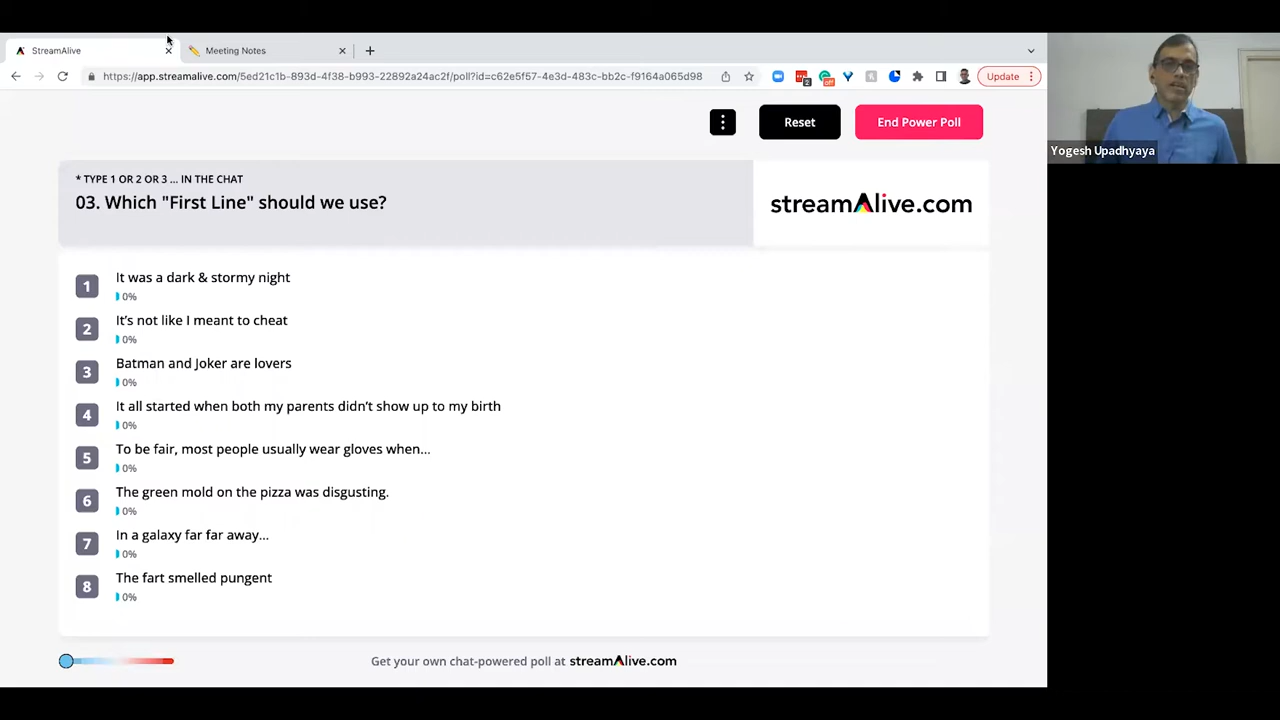 StreamAlive
Meeting Notes
https://app.streamalive.com/5ed21c1b-893d-4f38-b993-22892a24ac2f/poll?id=c62e5f57-4e3d-483c-bb2c-f9164a065d98
2
off
Update
Reset
End Power Poll
Yogesh Upadhyaya
* TYPE 1 OR 2 OR 3 ... IN THE CHAT
03. Which "First Line" should we use?
streamAlive.com
1
It was a dark & stormy night
0%
2
It’s not like I meant to cheat
0%
3
Batman and Joker are lovers
0%
4
It all started when both my parents didn’t show up to my birth
0%
5
To be fair, most people usually wear gloves when...
0%
6
The green mold on the pizza was disgusting.
0%
7
In a galaxy far far away...
0%
8
The fart smelled pungent
0%
Get your own chat-powered poll at streamAlive.com